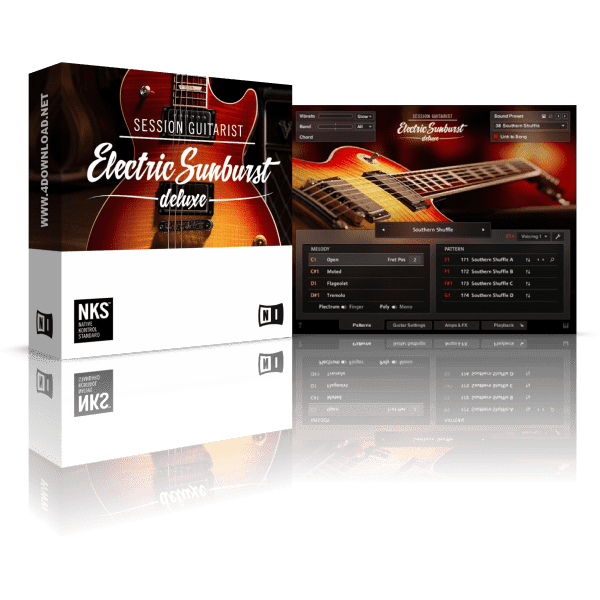 WWW.4DOWNLOAD.NET
SESSION GUITARIST
Electric Sunburst
deluxe
NKS
NATIVE
KONTROL
STANDARD
Vibrato
Slow
Bend
All
Chord
SESSION GUITARIST
Electric Sunburst
deluxe
Sound Preset
38 Southern Shuffle
Link to Song
Southern Shuffle
Voicing 1
MELODY
C1 Open Fret Pos 2
C#1 Muted
D1 Flageolet
D#1 Tremolo
Plectrum Finger Poly Mono
PATTERN
E1 171 Southern Shuffle A
F1 172 Southern Shuffle B
F#1 173 Southern Shuffle C
G1 174 Southern Shuffle D
Patterns Guitar Settings Amps & FX Playback